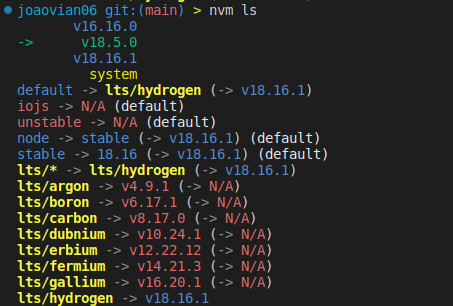 joaovian06 git:(main) > nvm ls
v16.16.0
-> v18.5.0
v18.16.1
system
default -> lts/hydrogen (-> v18.16.1)
iojs -> N/A (default)
unstable -> N/A (default)
node -> stable (-> v18.16.1) (default)
stable -> 18.16 (-> v18.16.1) (default)
lts/* -> lts/hydrogen (-> v18.16.1)
lts/argon -> v4.9.1 (-> N/A)
lts/boron -> v6.17.1 (-> N/A)
lts/carbon -> v8.17.0 (-> N/A)
lts/dubnium -> v10.24.1 (-> N/A)
lts/erbium -> v12.22.12 (-> N/A)
lts/fermium -> v14.21.3 (-> N/A)
lts/gallium -> v16.20.1 (-> N/A)
lts/hydrogen -> v18.16.1